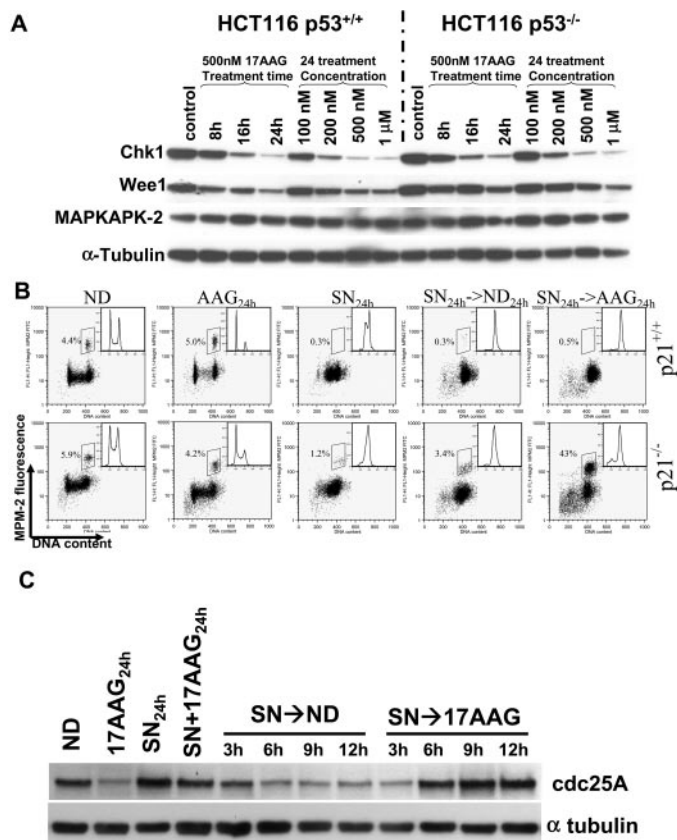 A
HCT116 p53+/+
HCT116 p53-/-
500nM 17AAG
Treatment time
24 treatment
Concentration
500nM 17AAG
Treatment time
24 treatment
Concentration
control 8h 16h 24h 100 nM 200 nM 500 nM 1 µM control 8h 16h 24h 100 nM 200 nM 500 nM 1 µM
Chk1
Wee1
MAPKAPK-2
α-Tubulin
B
ND AAG24h SN24h SN24h->ND24h SN24h->AAG24h
4.4% 5.0% 0.3% 0.3% 0.5%
p21+/+
5.9% 4.2% 1.2% 3.4% 43%
p21-/-
MPM-2 fluorescence
DNA content
C
ND 17AAG24h SN24h SN+17AAG24h
SN→ND SN→17AAG
3h 6h 9h 12h 3h 6h 9h 12h
cdc25A
α tubulin